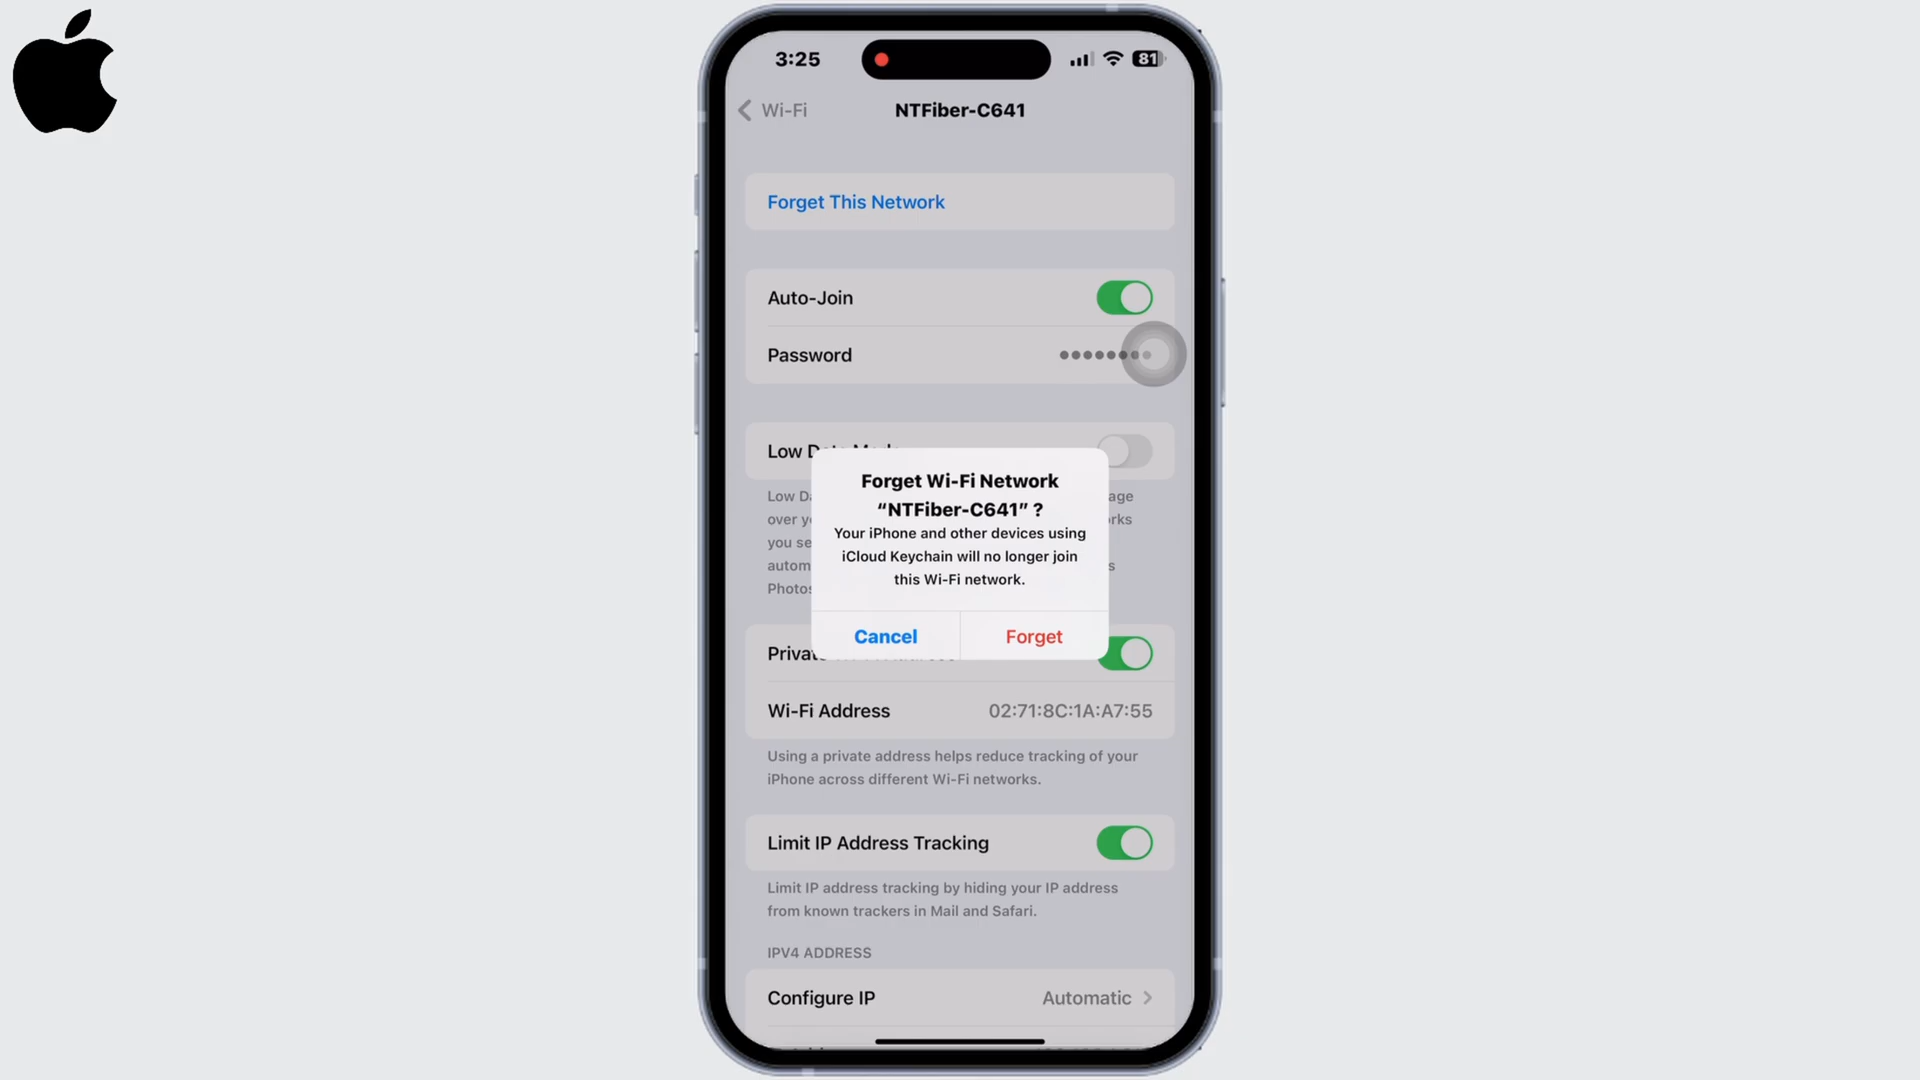 3:25
81
Wi-Fi
NTFiber-C641
Forget This Network
Auto-Join
Password
Low
Low
age
over
rks
you se
autom
s
Photos
Forget Wi-Fi Network
“NTFiber-C641” ?
Your iPhone and other devices using
iCloud Keychain will no longer join
this Wi-Fi network.
Cancel
Forget
Private
Wi-Fi Address
02:71:8C:1A:A7:55
Using a private address helps reduce tracking of your
iPhone across different Wi-Fi networks.
Limit IP Address Tracking
Limit IP address tracking by hiding your IP address
from known trackers in Mail and Safari.
IPV4 ADDRESS
Configure IP
Automatic